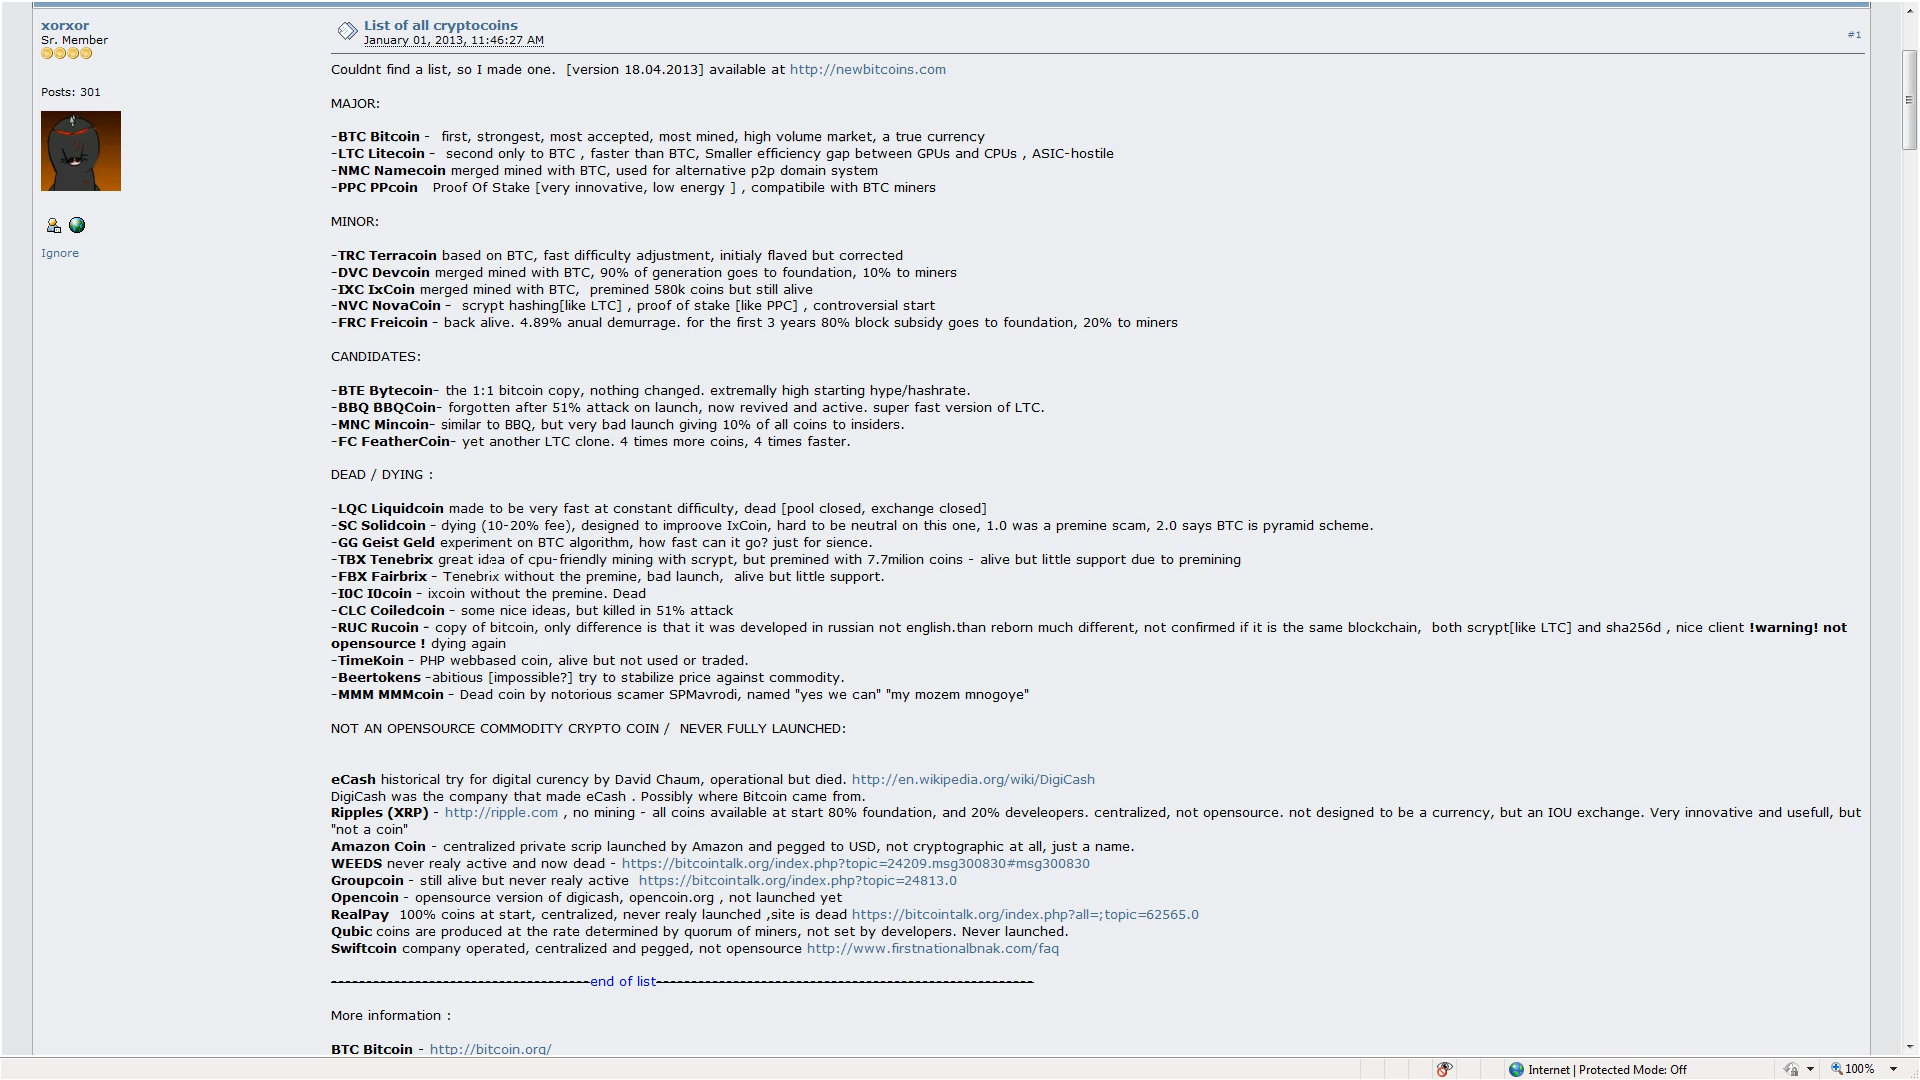 xorxor
Sr. Member
Posts: 301
Ignore
List of all cryptocoins
January 01, 2013, 11:46:27 AM
#1
Couldnt find a list, so I made one.  [version 18.04.2013] available at http://newbitcoins.com
MAJOR:
-BTC Bitcoin -  first, strongest, most accepted, most mined, high volume market, a true currency
-LTC Litecoin -  second only to BTC , faster than BTC, Smaller efficiency gap between GPUs and CPUs , ASIC-hostile
-NMC Namecoin merged mined with BTC, used for alternative p2p domain system
-PPC PPcoin   Proof Of Stake [very innovative, low energy ] , compatibile with BTC miners
MINOR:
-TRC Terracoin based on BTC, fast difficulty adjustment, initialy flaved but corrected
-DVC Devcoin merged mined with BTC, 90% of generation goes to foundation, 10% to miners
-IXC IxCoin merged mined with BTC,  premined 580k coins but still alive
-NVC NovaCoin -  scrypt hashing[like LTC] , proof of stake [like PPC] , controversial start
-FRC Freicoin - back alive. 4.89% anual demurrage. for the first 3 years 80% block subsidy goes to foundation, 20% to miners
CANDIDATES:
-BTE Bytecoin- the 1:1 bitcoin copy, nothing changed. extremally high starting hype/hashrate.
-BBQ BBQCoin- forgotten after 51% attack on launch, now revived and active. super fast version of LTC.
-MNC Mincoin- similar to BBQ, but very bad launch giving 10% of all coins to insiders.
-FC FeatherCoin- yet another LTC clone. 4 times more coins, 4 times faster.
DEAD / DYING :
-LQC Liquidcoin made to be very fast at constant difficulty, dead [pool closed, exchange closed]
-SC Solidcoin - dying (10-20% fee), designed to improove IxCoin, hard to be neutral on this one, 1.0 was a premine scam, 2.0 says BTC is pyramid scheme.
-GG Geist Geld experiment on BTC algorithm, how fast can it go? just for sience.
-TBX Tenebrix great idea of cpu-friendly mining with scrypt, but premined with 7.7milion coins - alive but little support due to premining
-FBX Fairbrix - Tenebrix without the premine, bad launch,  alive but little support.
-I0C I0coin - ixcoin without the premine. Dead
-CLC Coiledcoin - some nice ideas, but killed in 51% attack
-RUC Rucoin - copy of bitcoin, only difference is that it was developed in russian not english.than reborn much different, not confirmed if it is the same blockchain,  both scrypt[like LTC] and sha256d , nice client !warning! not
opensource ! dying again
-TimeKoin - PHP webbased coin, alive but not used or traded.
-Beertokens -abitious [impossible?] try to stabilize price against commodity.
-MMM MMMcoin - Dead coin by notorious scamer SPMavrodi, named "yes we can" "my mozem mnogoye"
NOT AN OPENSOURCE COMMODITY CRYPTO COIN /  NEVER FULLY LAUNCHED:
eCash historical try for digital curency by David Chaum, operational but died. http://en.wikipedia.org/wiki/DigiCash
DigiCash was the company that made eCash . Possibly where Bitcoin came from.
Ripples (XRP) - http://ripple.com , no mining - all coins available at start 80% foundation, and 20% develeopers. centralized, not opensource. not designed to be a currency, but an IOU exchange. Very innovative and usefull, but
"not a coin"
Amazon Coin - centralized private scrip launched by Amazon and pegged to USD, not cryptographic at all, just a name.
WEEDS never realy active and now dead - https://bitcointalk.org/index.php?topic=24209.msg300830#msg300830
Groupcoin - still alive but never realy active  https://bitcointalk.org/index.php?topic=24813.0
Opencoin - opensource version of digicash, opencoin.org , not launched yet
RealPay  100% coins at start, centralized, never realy launched ,site is dead https://bitcointalk.org/index.php?all=;topic=62565.0
Qubic coins are produced at the rate determined by quorum of miners, not set by developers. Never launched.
Swiftcoin company operated, centralized and pegged, not opensource http://www.firstnationalbnak.com/faq
-------------------------------------end of list------------------------------------------------------
More information :
BTC Bitcoin - http://bitcoin.org/
Internet | Protected Mode: Off
100%